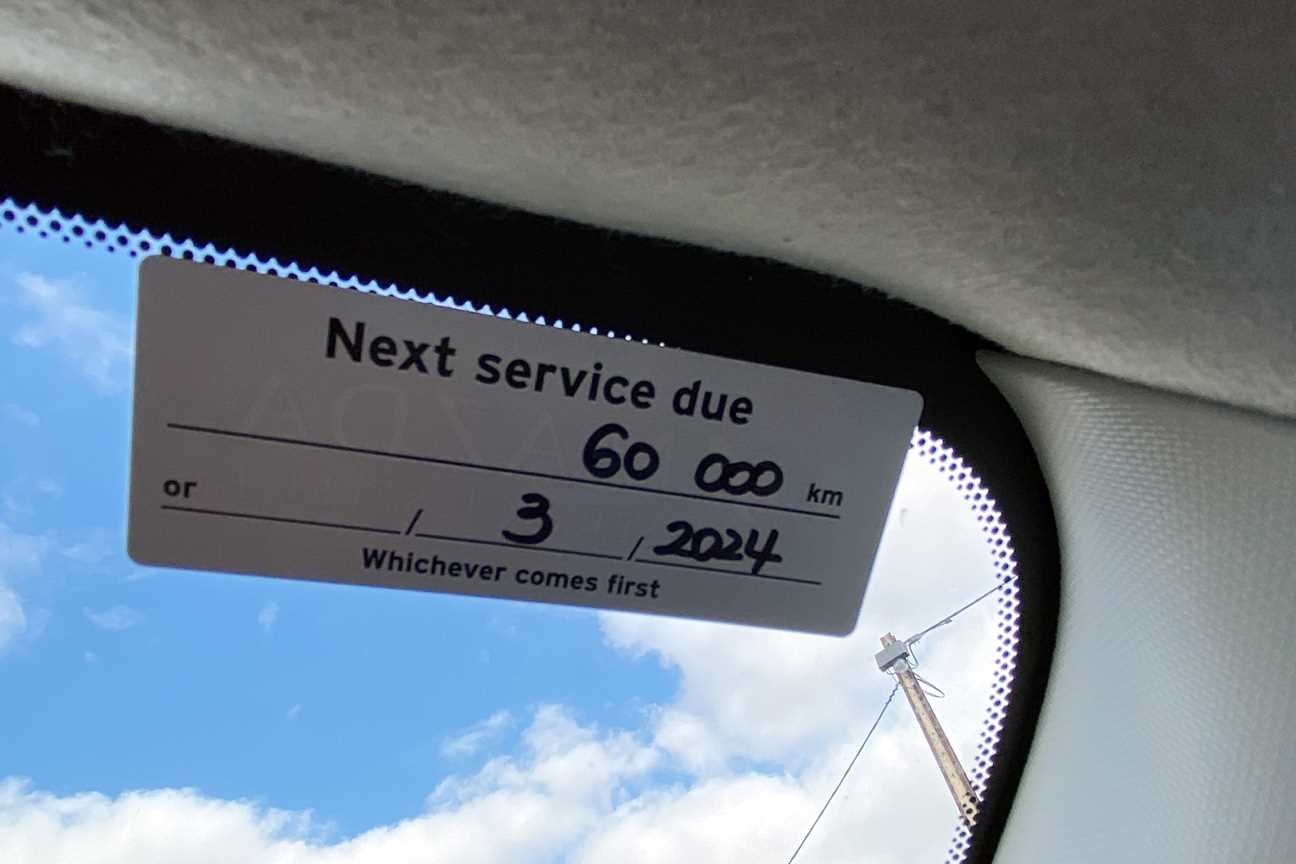 Next service due
60 000 km
or / 3 / 2024
Whichever comes first